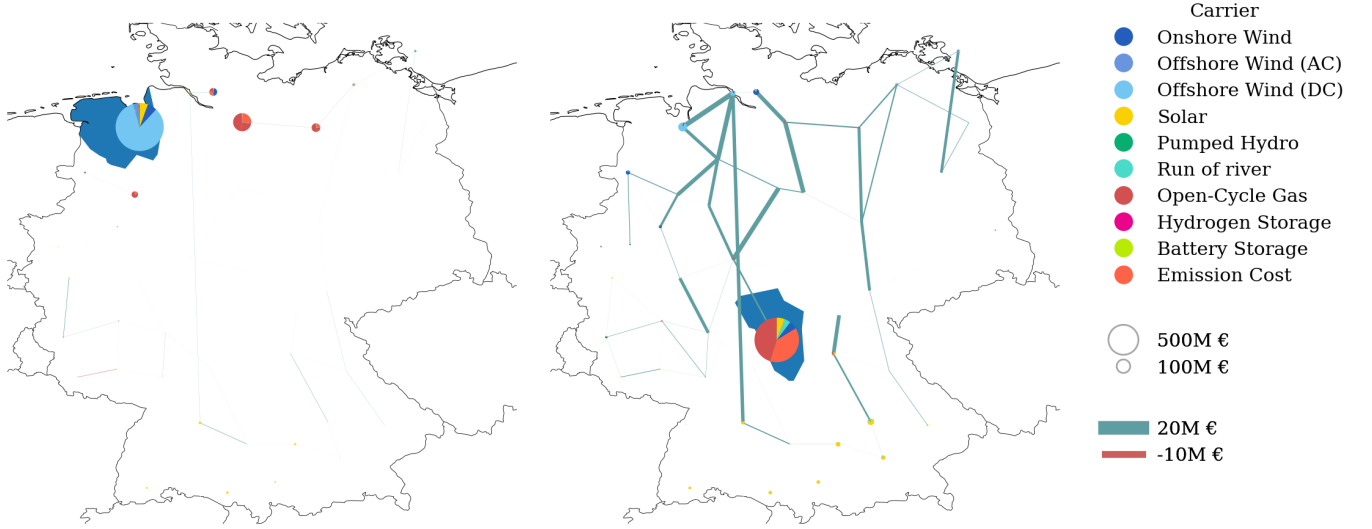 Carrier
Onshore Wind
Offshore Wind (AC)
Offshore Wind (DC)
Solar
Pumped Hydro
Run of river
Open-Cycle Gas
Hydrogen Storage
Battery Storage
Emission Cost
500M €
100M €
20M €
-10M €